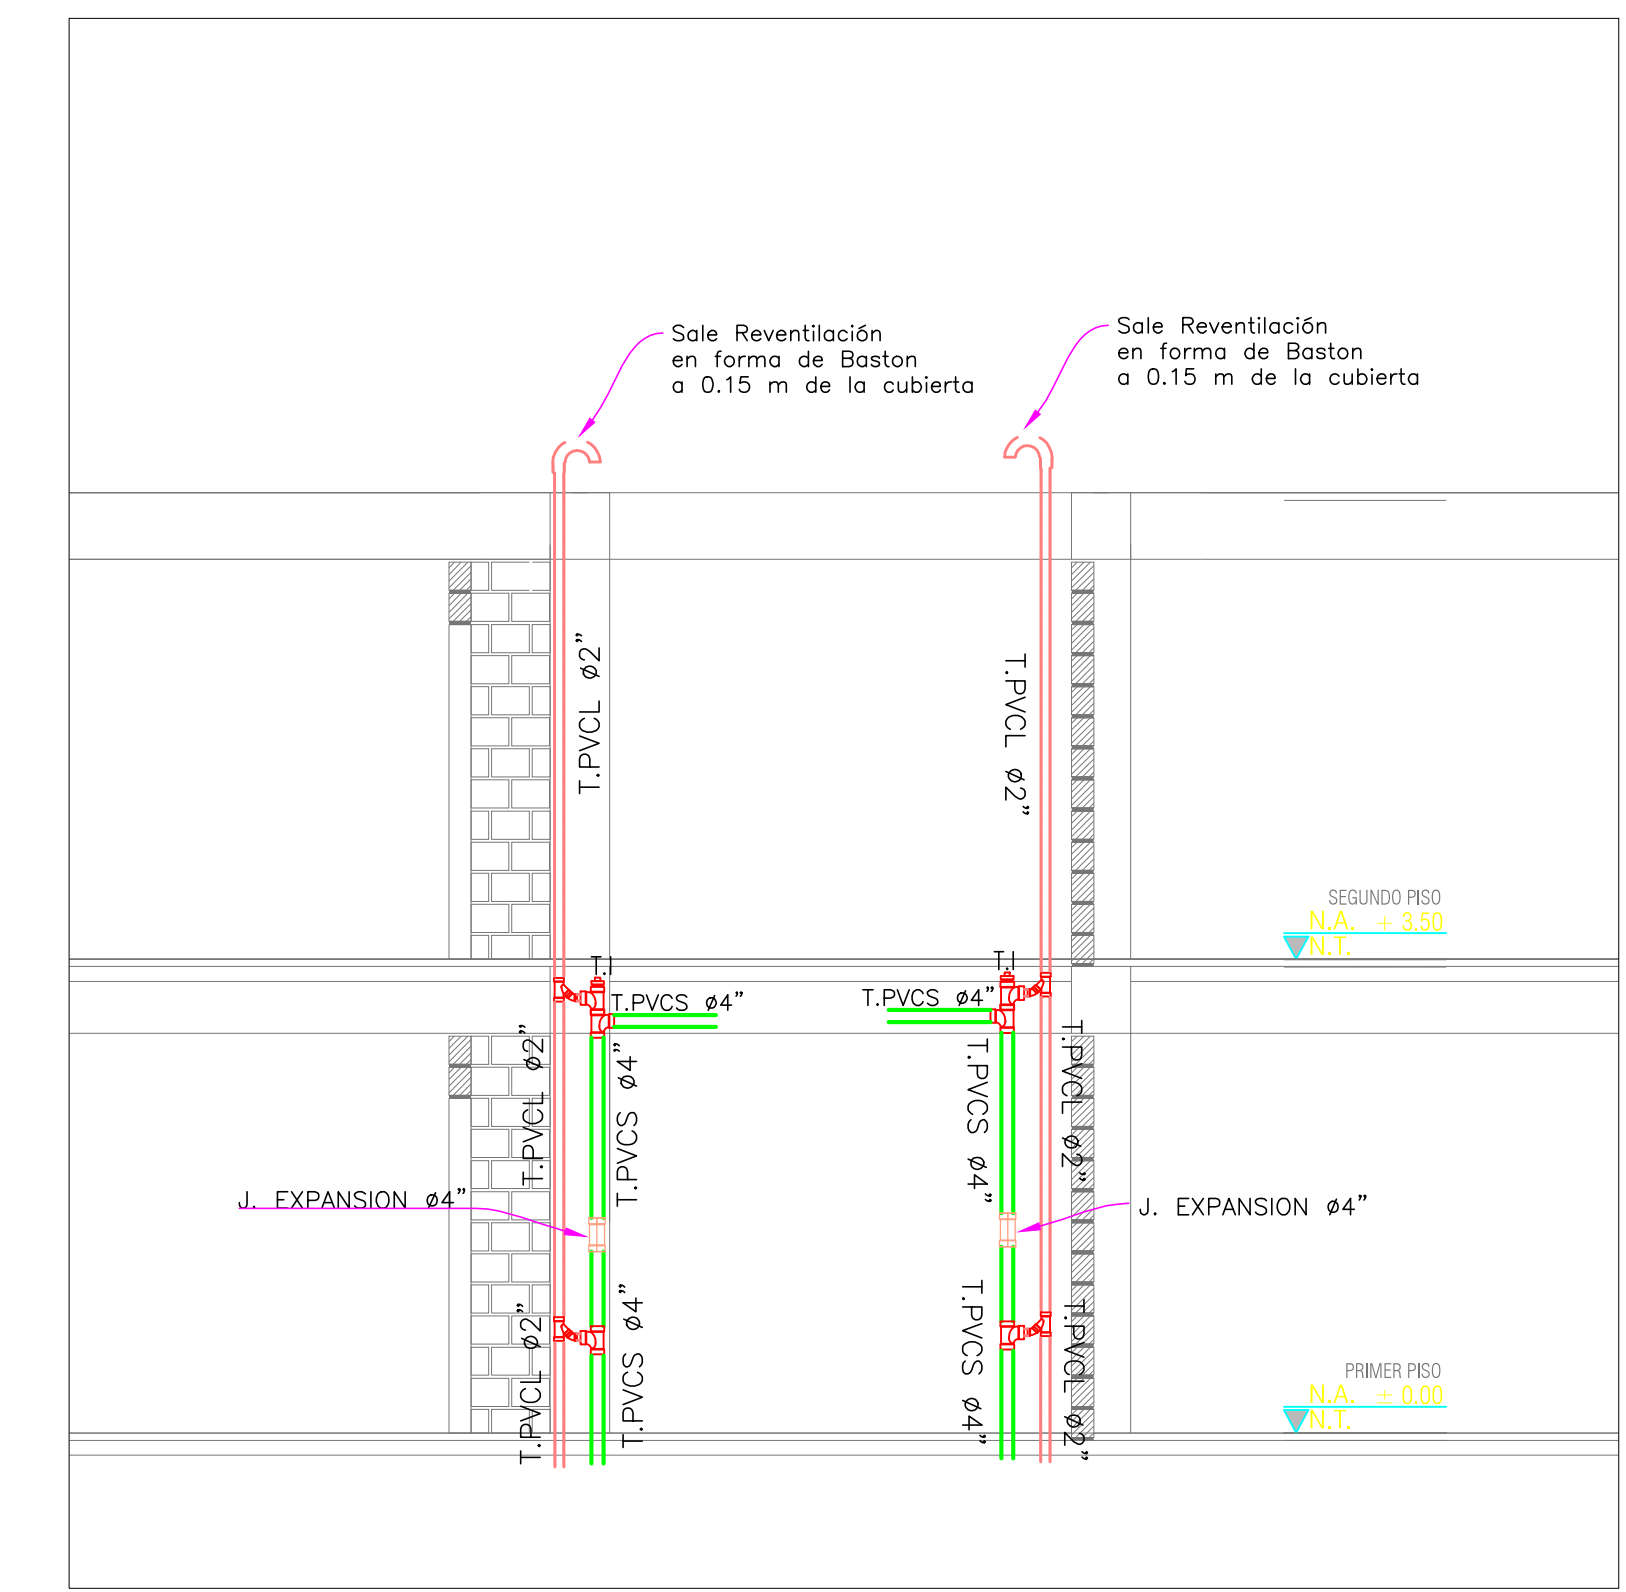 Sale Reventilación
en forma de Baston
a 0.15 m de la cubierta
Sale Reventilación
en forma de Baston
a 0.15 m de la cubierta
T.PVCL ø2”
T.PVCL ø2”
SEGUNDO PISO
N.A. + 3.50
N.T.
T.I
T.I
T.PVCS ø4”
T.PVCS ø4”
T.PVCL ø2”
T.PVCS ø4”
T.PVCS ø4”
T.PVCL ø2”
J. EXPANSION ø4”
J. EXPANSION ø4”
T.PVCL ø2”
T.PVCS ø4”
T.PVCS ø4”
T.PVCL ø2”
PRIMER PISO
N.A. ± 0.00
N.T.